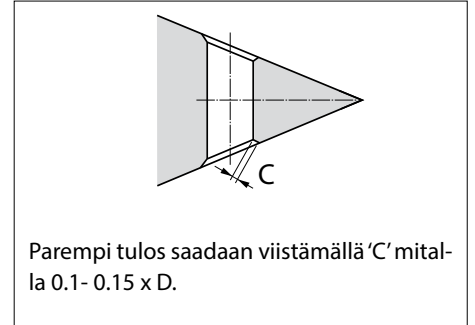 C
Parempi tulos saadaan viistämällä ‘C’ mital-
la 0.1- 0.15 x D.